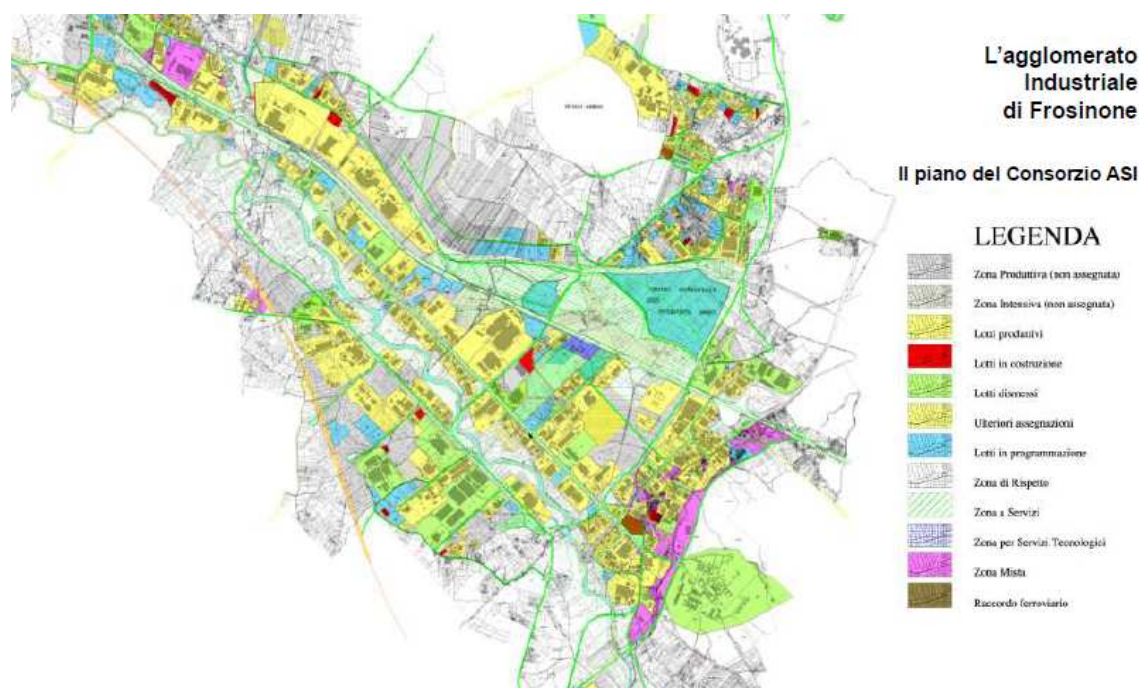 L'agglomerato
Industriale
di Frosinone
Il piano del Consorzio ASI
LEGENDA
Zona Produttiva (non assegnata)
Zona Intensiva (non assegnata)
Lotti produttivi
Lotti in costruzione
Lotti dismessi
Ulteriori assegnazioni
Lotti in programmazione
Zona di Rispetto
Zona a Servizi
Zona per Servizi Tecnologici
Zona Mista
Raccordo ferroviario